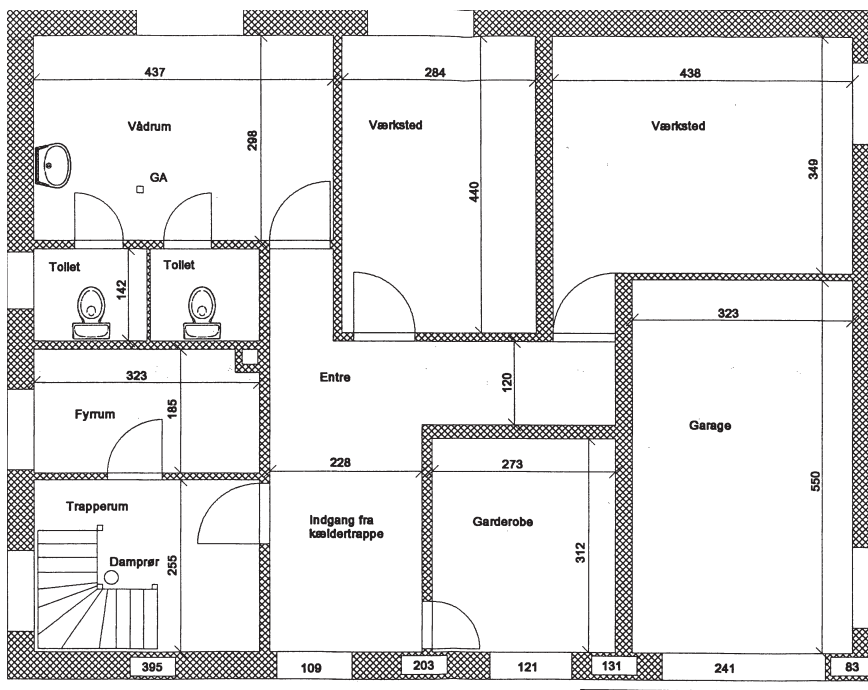 437
284
438
Vådrum
Værksted
Værksted
298
440
349
GA
Toilet
Toilet
142
323
323
Entre
120
185
Fyrrum
Garage
228
273
550
Trapperum
Indgang fra
kældertrappe
Garderobe
312
255
Damprør
395
109
203
121
131
241
83